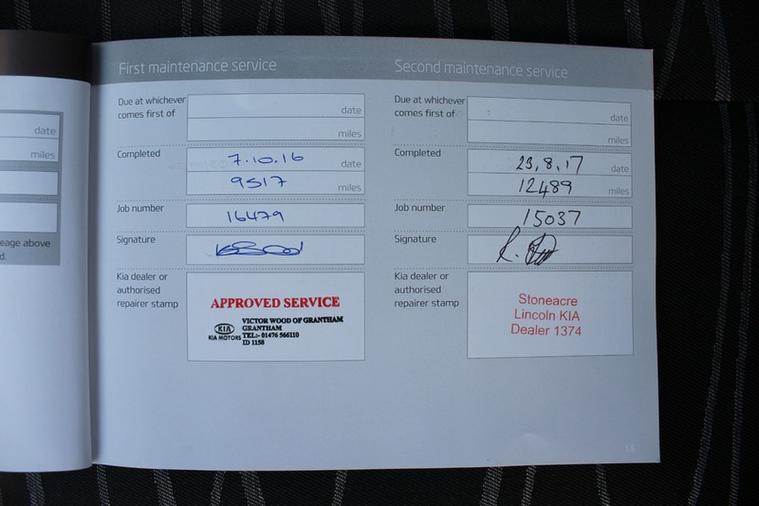 date
miles
eage above
d.
First maintenance service
Due at whichever
comes first of
date
miles
Completed
7.10.16
date
9517
miles
Job number
16479
Signature
Kia dealer or
authorised
repairer stamp
APPROVED SERVICE
KIA
KIA MOTORS
VICTOR WOOD OF GRANTHAM
GRANTHAM
TEL:- 01476 566110
ID 1158
Second maintenance service
Due at whichever
comes first of
date
miles
Completed
23,8,17
date
12489
miles
Job number
15037
Signature
Kia dealer or
authorised
repairer stamp
Stoneacre
Lincoln KIA
Dealer 1374